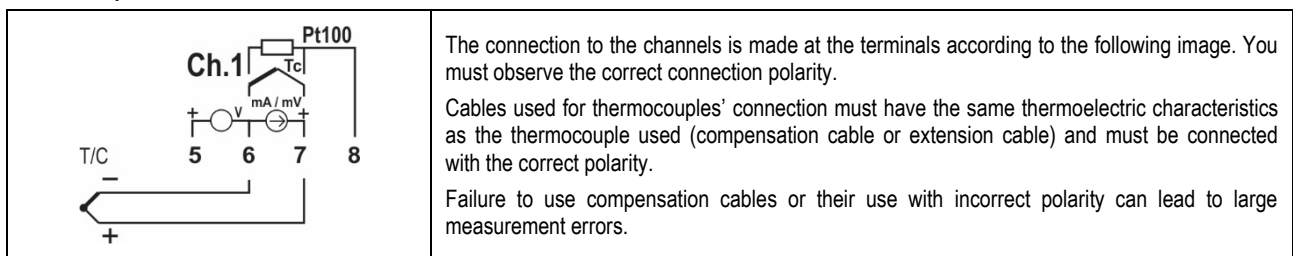 Pt100
Ch.1
Tc
mA / mV
+ V +
T/C 5 6 7 8
−
+
The connection to the channels is made at the terminals according to the following image. You
must observe the correct connection polarity.
Cables used for thermocouples’ connection must have the same thermoelectric characteristics
as the thermocouple used (compensation cable or extension cable) and must be connected
with the correct polarity.
Failure to use compensation cables or their use with incorrect polarity can lead to large
measurement errors.